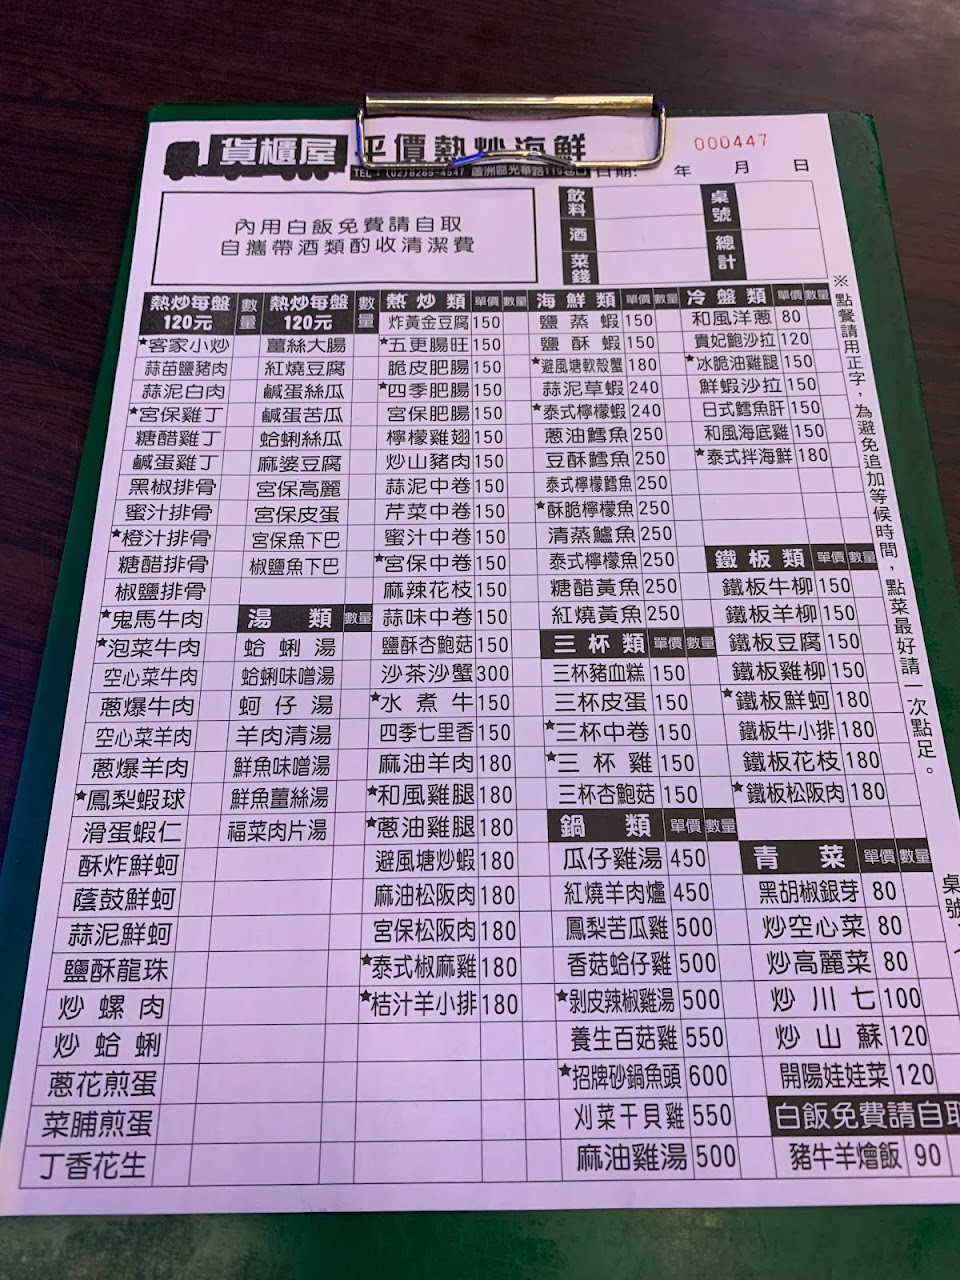 貨櫃屋 平價熱炒海鮮
000447
TEL:(02)8285-4547 蘆洲區光華路110巷
日期: 年 月 日
內用白飯免費請自取
自攜帶酒類酌收清潔費
飲料
酒
菜錢
桌號
總計
熱炒每盤120元 數量
★客家小炒
蒜苗鹽豬肉
蒜泥白肉
★宮保雞丁
糖醋雞丁
鹹蛋雞丁
黑椒排骨
蜜汁排骨
★橙汁排骨
糖醋排骨
椒鹽排骨
★鬼馬牛肉
★泡菜牛肉
空心菜牛肉
蔥爆牛肉
空心菜羊肉
蔥爆羊肉
★鳳梨蝦球
滑蛋蝦仁
酥炸鮮蚵
蔭鼓鮮蚵
蒜泥鮮蚵
鹽酥龍珠
炒螺肉
炒蛤蜊
蔥花煎蛋
菜脯煎蛋
丁香花生
熱炒每盤120元 數量
薑絲大腸
紅燒豆腐
鹹蛋絲瓜
鹹蛋苦瓜
蛤蜊絲瓜
麻婆豆腐
宮保高麗
宮保皮蛋
宮保魚下巴
椒鹽魚下巴
湯類 數量
蛤蜊湯
蛤蜊味噌湯
蚵仔湯
羊肉清湯
鮮魚味噌湯
鮮魚薑絲湯
福菜肉片湯
熱炒類 單價 數量
炸黃金豆腐 150
★五更腸旺 150
脆皮肥腸 150
★四季肥腸 150
宮保肥腸 150
檸檬雞翅 150
炒山豬肉 150
蒜泥中卷 150
芹菜中卷 150
蜜汁中卷 150
★宮保中卷 150
麻辣花枝 150
蒜味中卷 150
鹽酥杏鮑菇 150
沙茶沙蟹 300
★水煮牛 150
四季七里香 150
麻油羊肉 180
★和風雞腿 180
★蔥油雞腿 180
避風塘炒蝦 180
麻油松阪肉 180
宮保松阪肉 180
★泰式椒麻雞 180
★桔汁羊小排 180
海鮮類 單價 數量
鹽蒸蝦 150
鹽酥蝦 150
★避風塘軟殼蟹 180
蒜泥草蝦 240
★泰式檸檬蝦 240
蔥油鱈魚 250
豆酥鱈魚 250
泰式檸檬鱈魚 250
★酥脆檸檬魚 250
清蒸鱸魚 250
泰式檸檬魚 250
糖醋黃魚 250
紅燒黃魚 250
三杯類 單價 數量
三杯豬血糕 150
三杯皮蛋 150
★三杯中卷 150
★三杯雞 150
三杯杏鮑菇 150
鍋類 單價 數量
瓜仔雞湯 450
紅燒羊肉爐 450
鳳梨苦瓜雞 500
香菇蛤仔雞 500
★剝皮辣椒雞湯 500
養生百菇雞 550
★招牌砂鍋魚頭 600
刈菜干貝雞 550
麻油雞湯 500
冷盤類 單價 數量
和風洋蔥 80
貴妃鮑沙拉 120
★冰脆油雞腿 150
鮮蝦沙拉 150
日式鱈魚肝 150
和風海底雞 150
★泰式拌海鮮 180
鐵板類 單價 數量
鐵板牛柳 150
鐵板羊柳 150
鐵板豆腐 150
鐵板雞柳 150
★鐵板鮮蚵 180
鐵板牛小排 180
鐵板花枝 180
★鐵板松阪肉 180
青菜 單價 數量
黑胡椒銀芽 80
炒空心菜 80
炒高麗菜 80
炒川七 100
炒山蘇 120
開陽娃娃菜 120
白飯免費請自取
豬牛羊燴飯 90
※點餐請用正字，為避免追加等候時間，點菜最好請一次點足。
桌號